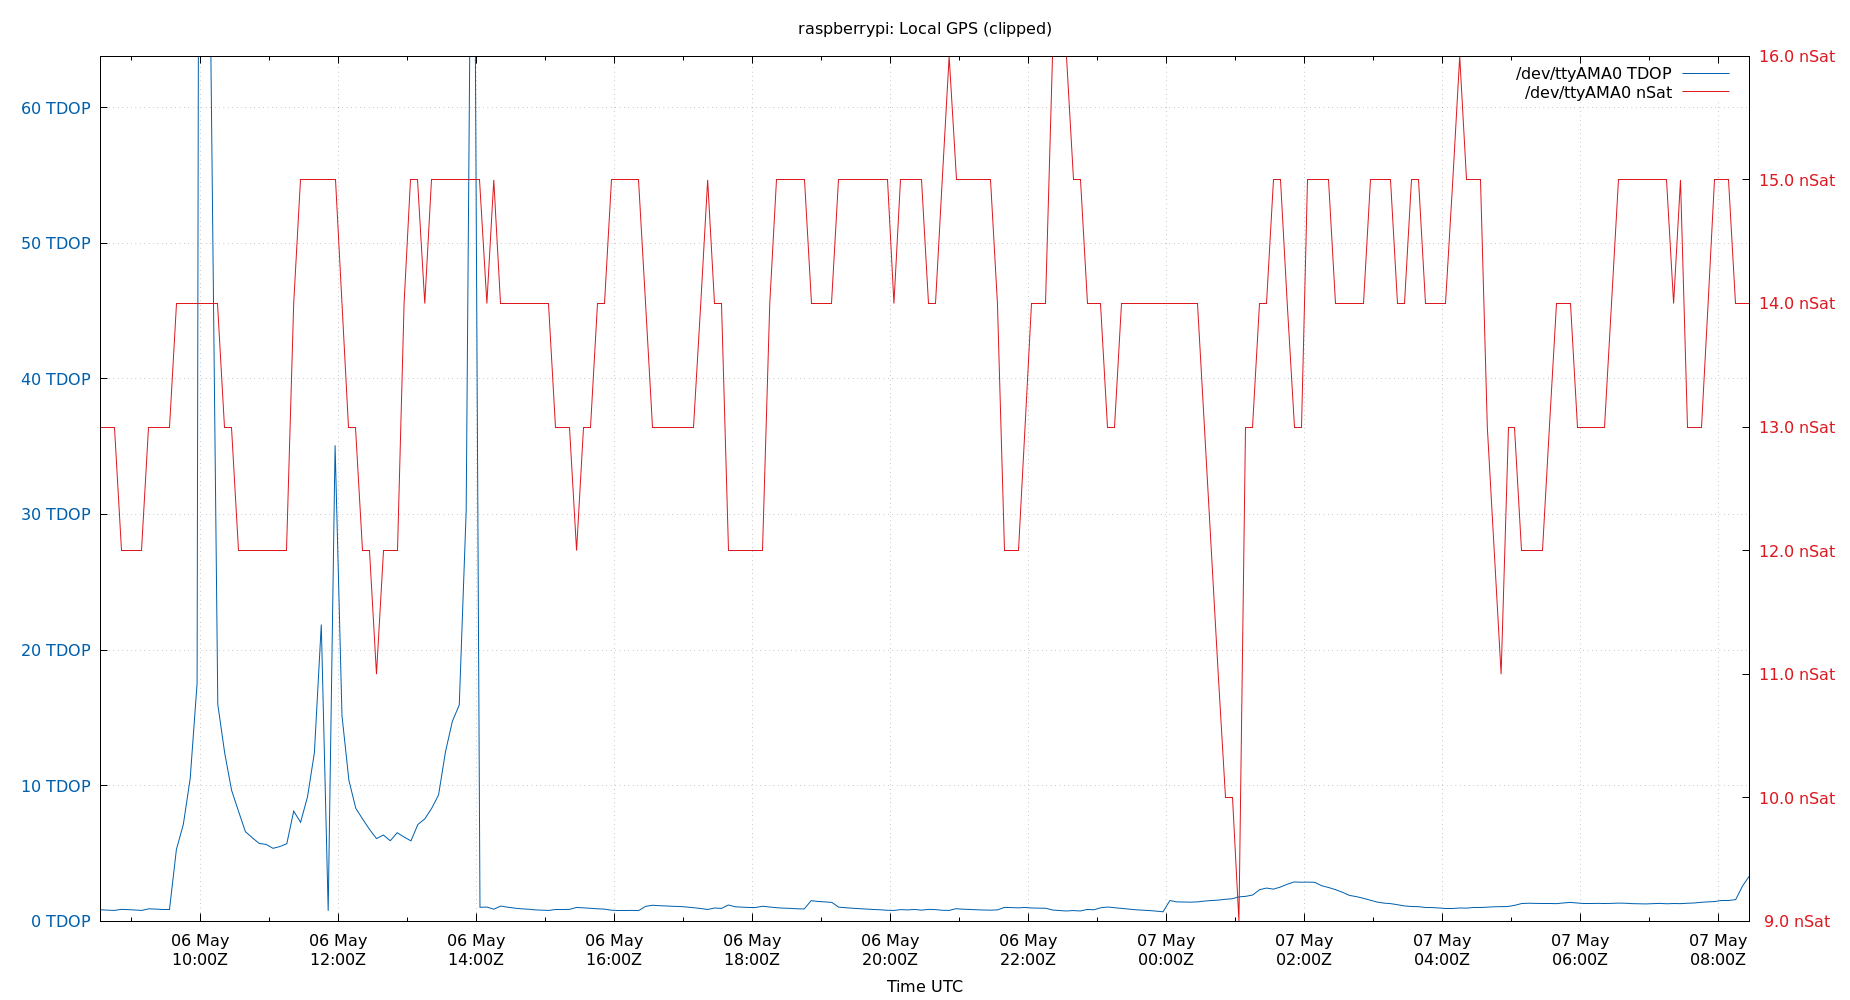 raspberrypi: Local GPS (clipped)
/dev/ttyAMA0 TDOP
/dev/ttyAMA0 nSat
60 TDOP
50 TDOP
40 TDOP
30 TDOP
20 TDOP
10 TDOP
0 TDOP
16.0 nSat
15.0 nSat
14.0 nSat
13.0 nSat
12.0 nSat
11.0 nSat
10.0 nSat
9.0 nSat
06 May 06 May 06 May 06 May 06 May 06 May 06 May 07 May 07 May 07 May 07 May 07 May
10:00Z 12:00Z 14:00Z 16:00Z 18:00Z 20:00Z 22:00Z 00:00Z 02:00Z 04:00Z 06:00Z 08:00Z
Time UTC